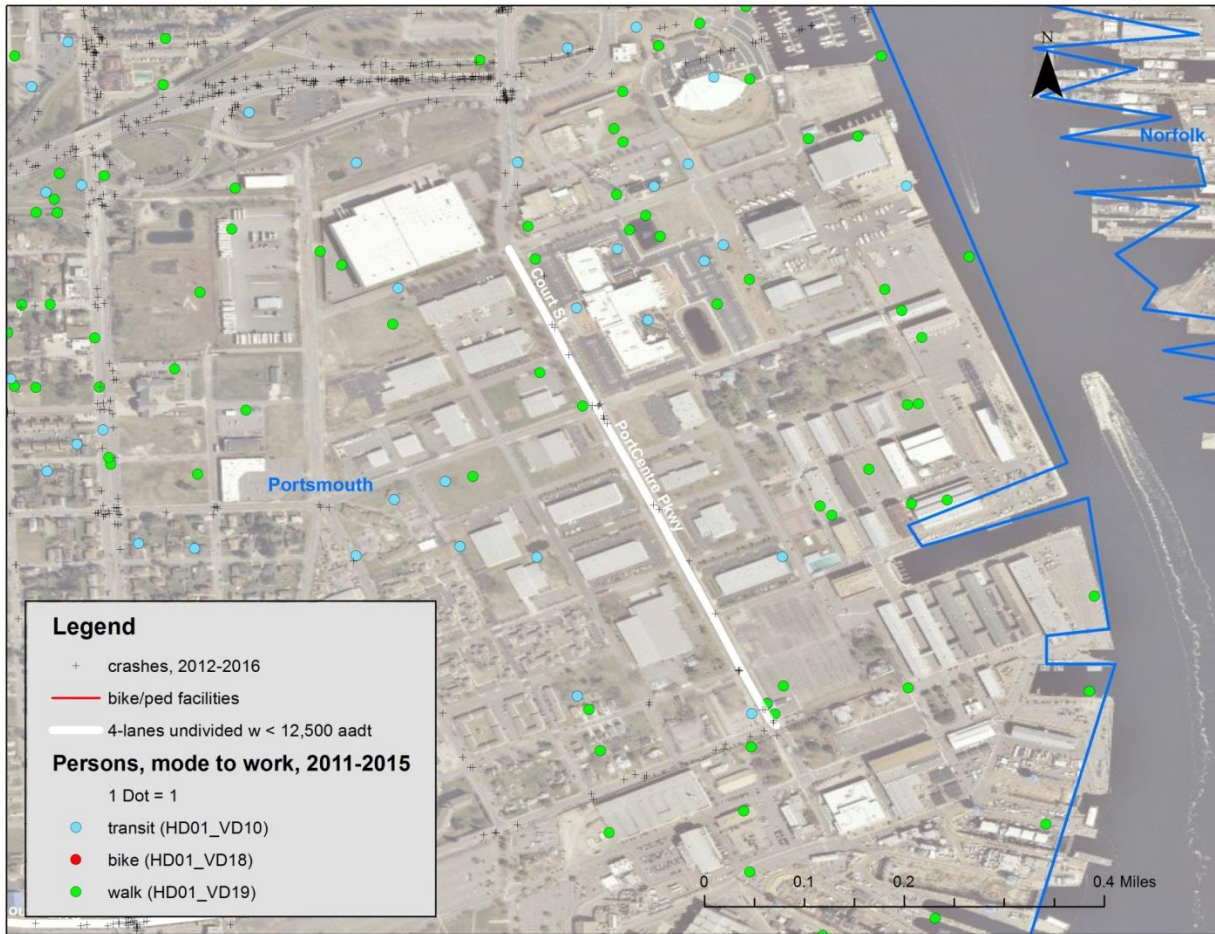 N
Norfolk
Court St
PortCentre Pkwy
Portsmouth
Legend
crashes, 2012-2016
bike/ped facilities
4-lanes undivided w < 12,500 aadt
Persons, mode to work, 2011-2015
1 Dot = 1
transit (HD01_VD10)
bike (HD01_VD18)
walk (HD01_VD19)
0 0.1 0.2 0.4 Miles